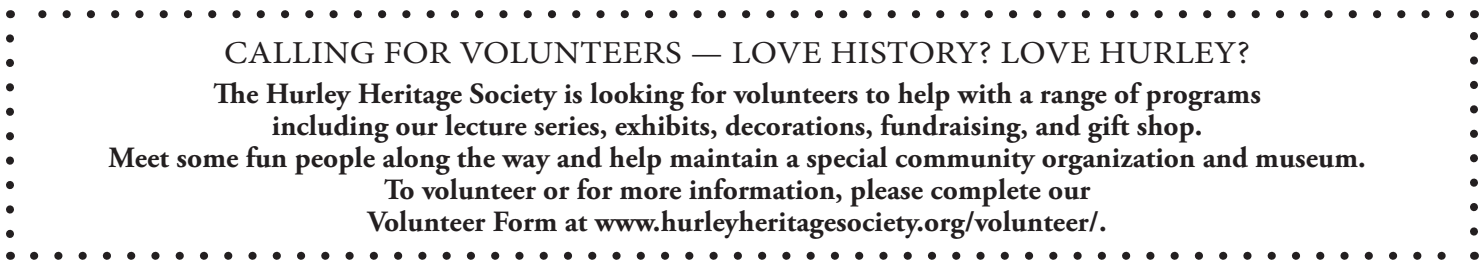 CALLING FOR VOLUNTEERS — LOVE HISTORY? LOVE HURLEY?
The Hurley Heritage Society is looking for volunteers to help with a range of programs
including our lecture series, exhibits, decorations, fundraising, and gift shop.
Meet some fun people along the way and help maintain a special community organization and museum.
To volunteer or for more information, please complete our
Volunteer Form at www.hurleyheritagesociety.org/volunteer/.